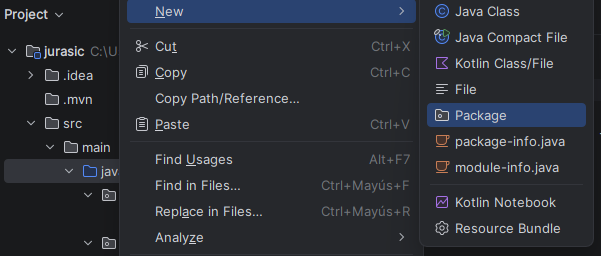 Project
jurasic C:\U
.idea
.mvn
src
main
jav
New
Cut Ctrl+X
Copy Ctrl+C
Copy Path/Reference...
Paste Ctrl+V
Find Usages Alt+F7
Find in Files... Ctrl+Mayús+F
Replace in Files... Ctrl+Mayús+R
Analyze
Java Class
Java Compact File
Kotlin Class/File
File
Package
package-info.java
module-info.java
Kotlin Notebook
Resource Bundle